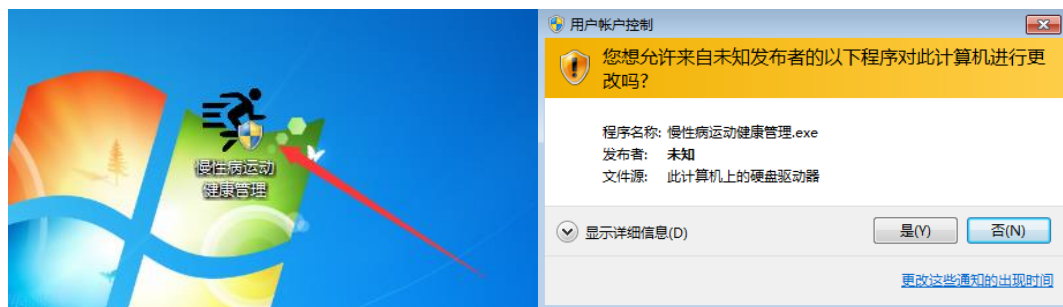 慢性病运动
健康管理
用户帐户控制
您想允许来自未知发布者的以下程序对此计算机进行更
改吗?
程序名称: 慢性病运动健康管理.exe
发布者: 未知
文件源: 此计算机上的硬盘驱动器
显示详细信息(D)
是(Y)
否(N)
更改这些通知的出现时间